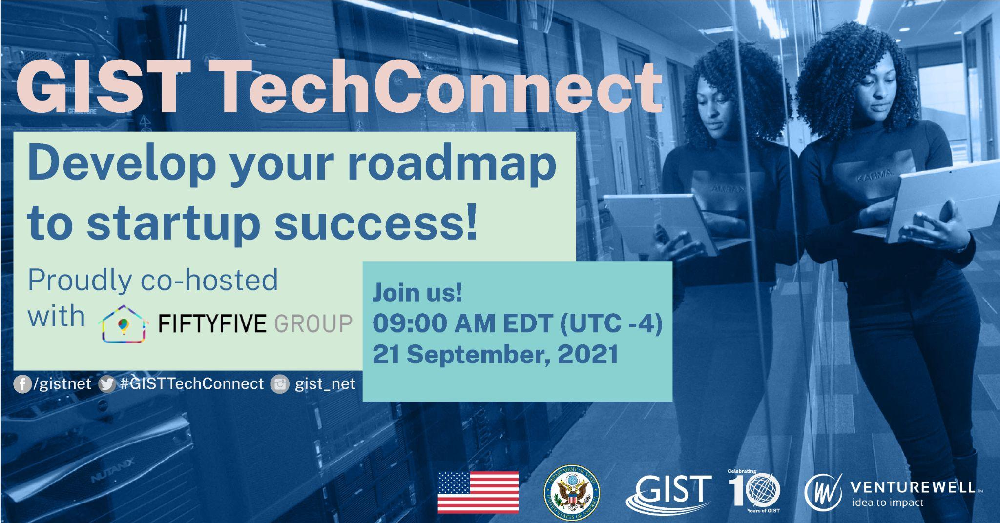 GIST TechConnect
Develop your roadmap
to startup success!
Proudly co-hosted
with FIFTYFIVE GROUP
Join us!
09:00 AM EDT (UTC -4)
21 September, 2021
/gistnet #GISTTechConnect gist_net
KARMA.
NUTANIX
DEPARTMENT OF STATE
UNITED STATES OF AMERICA
GIST
Celebrating
10
Years of GIST
VENTUREWELL™
idea to impact